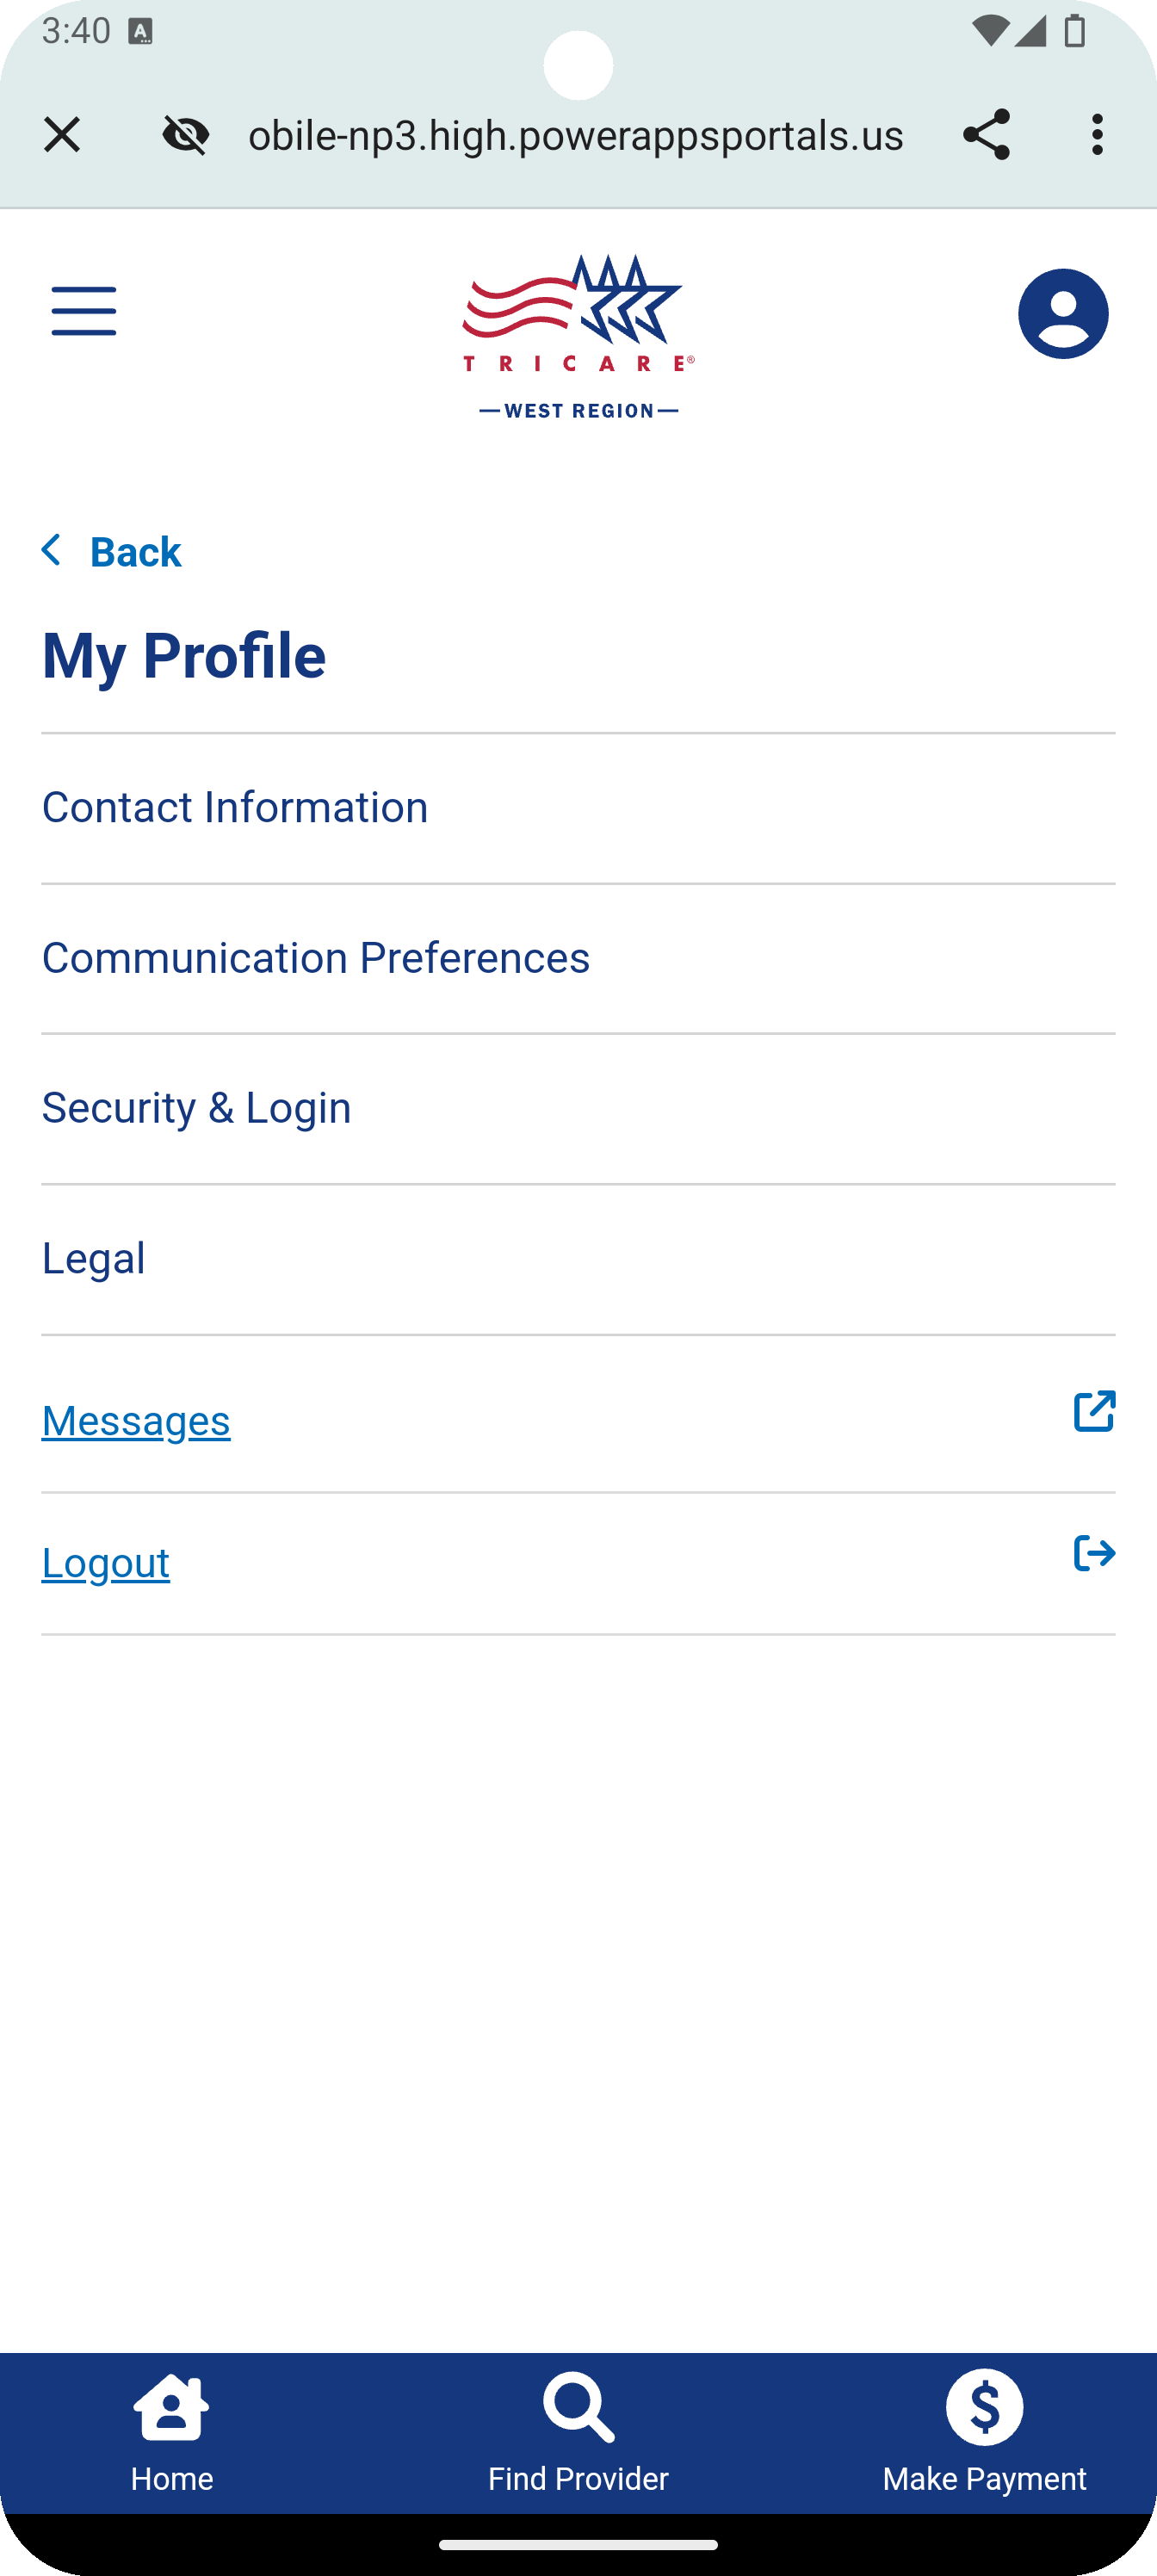 3:40
obile-np3.high.powerappsportals.us
TRICARE®
WEST REGION
Back
My Profile
Contact Information
Communication Preferences
Security & Login
Legal
Messages
Logout
Home
Find Provider
Make Payment